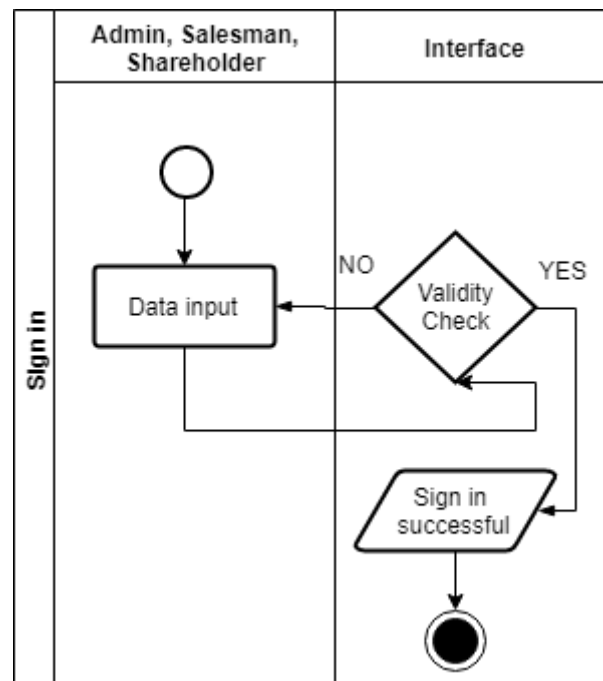 Admin, Salesman,
Shareholder
Interface
SIgn in
NO
YES
Validity
Check
Data input
Sign in
successful